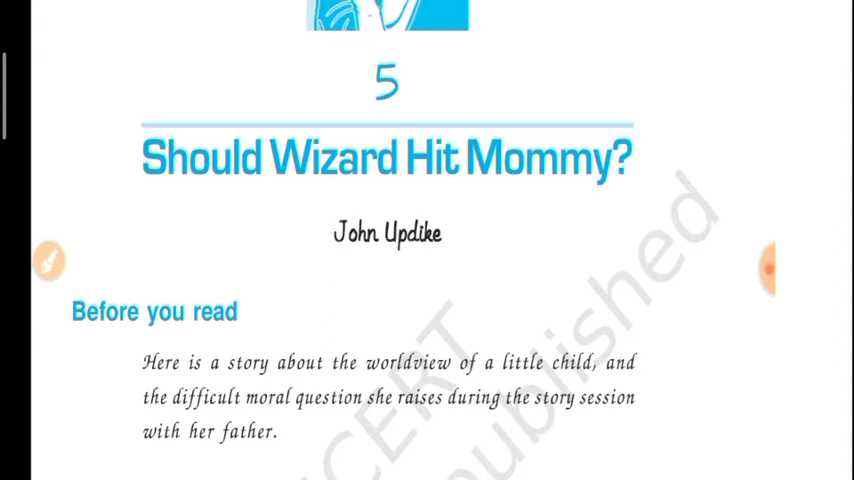 5
Should Wizard Hit Mommy?
John Updike
Before you read
Here is a story about the worldview of a little child, and
the difficult moral question she raises during the story session
with her father.
published